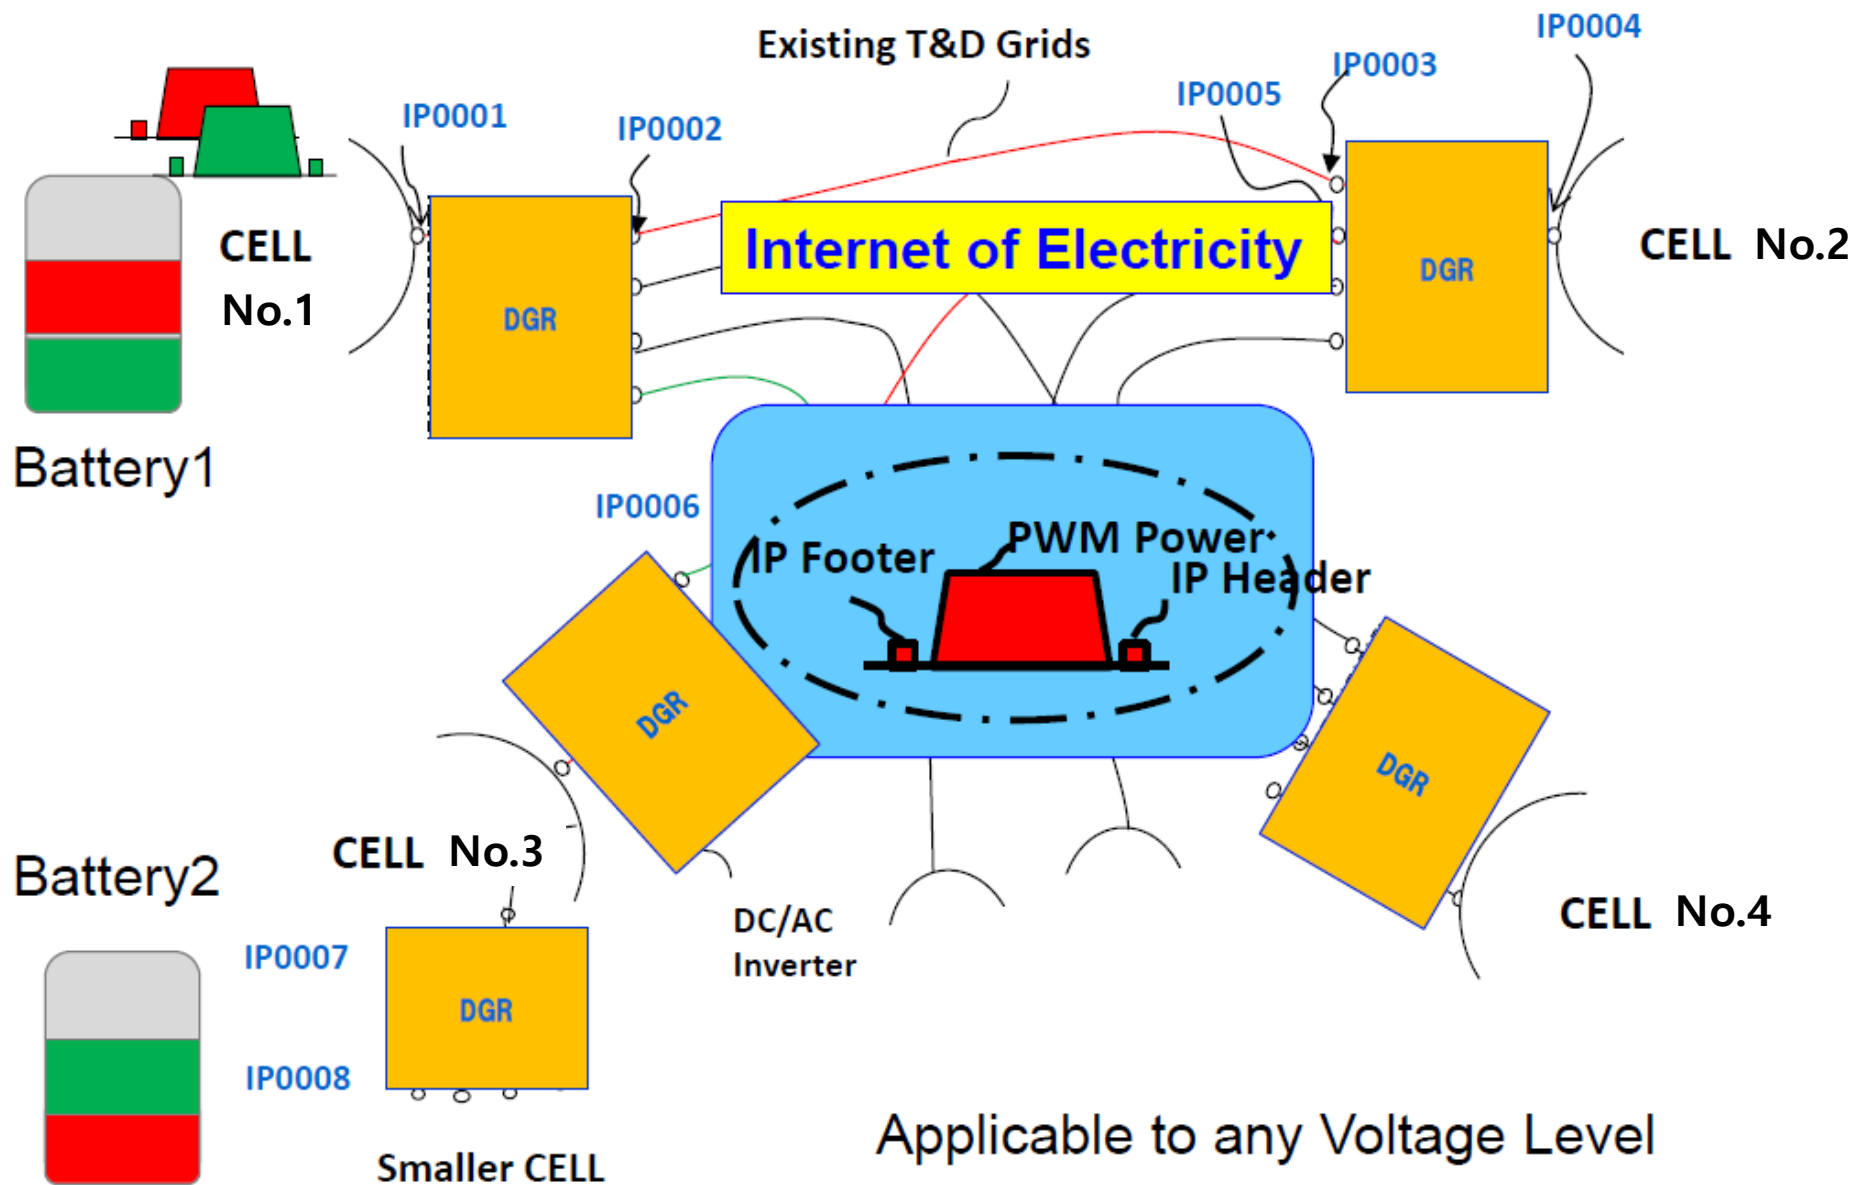 Existing T&D Grids
IP0004
IP0003
IP0005
IP0001
IP0002
CELL
No.1
Internet of Electricity
DGR
DGR
CELL No.2
Battery1
IP0006
IP Footer
PWM Power
IP Header
DGR
DGR
CELL No.3
Battery2
DC/AC
Inverter
CELL No.4
IP0007
DGR
IP0008
Smaller CELL
Applicable to any Voltage Level